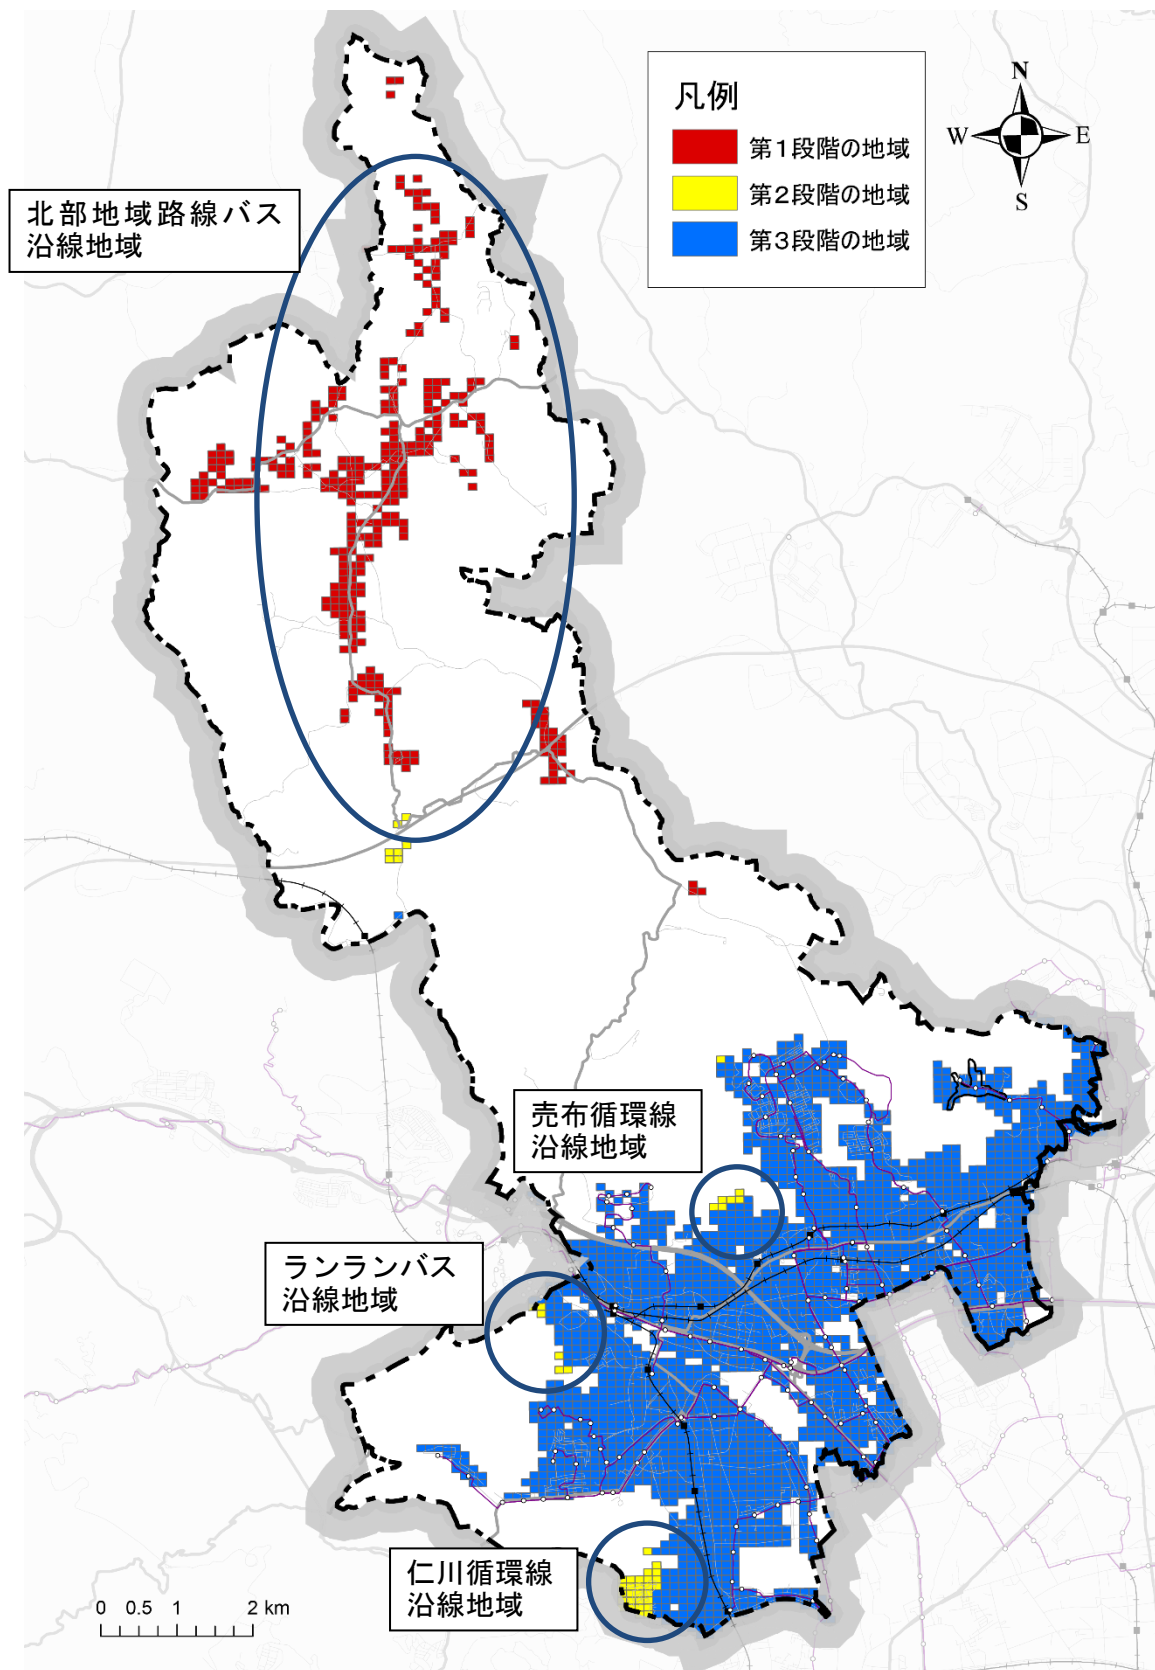 凡例
第1段階の地域
第2段階の地域
第3段階の地域
N
W
E
S
北部地域路線バス
沿線地域
売布循環線
沿線地域
ランランバス
沿線地域
仁川循環線
沿線地域
0 0.5 1 2 km